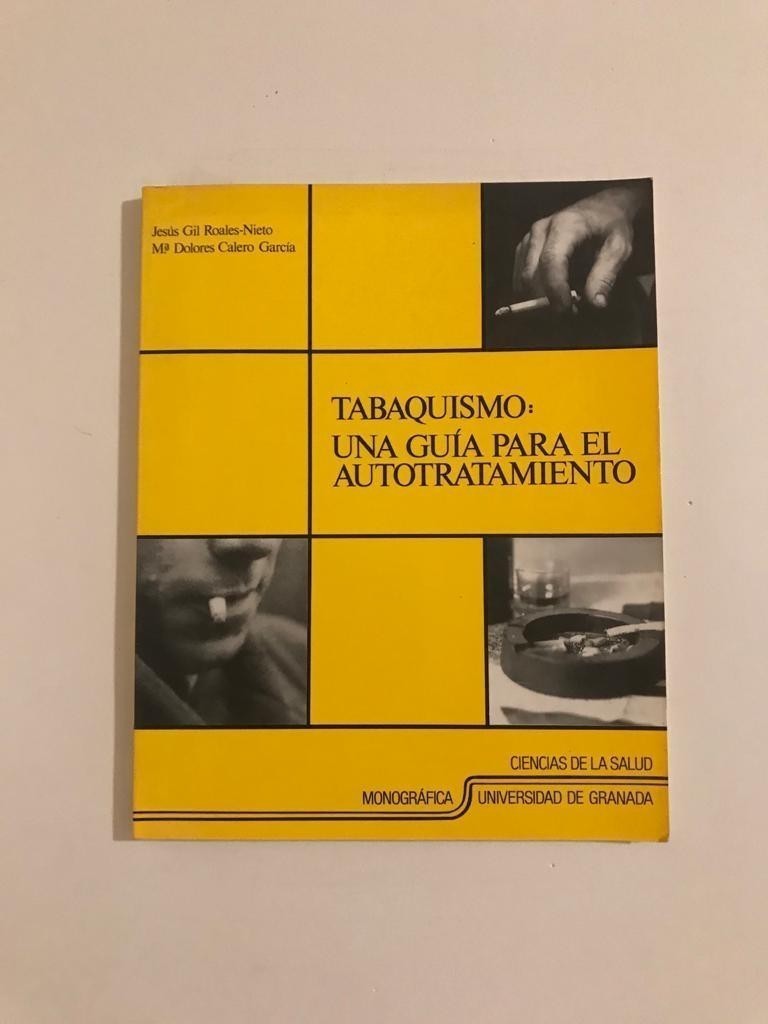 Jesús Gil Roales-Nieto
Mª Dolores Calero García
TABAQUISMO:
UNA GUÍA PARA EL
AUTOTRATAMIENTO
CIENCIAS DE LA SALUD
MONOGRÁFICA UNIVERSIDAD DE GRANADA